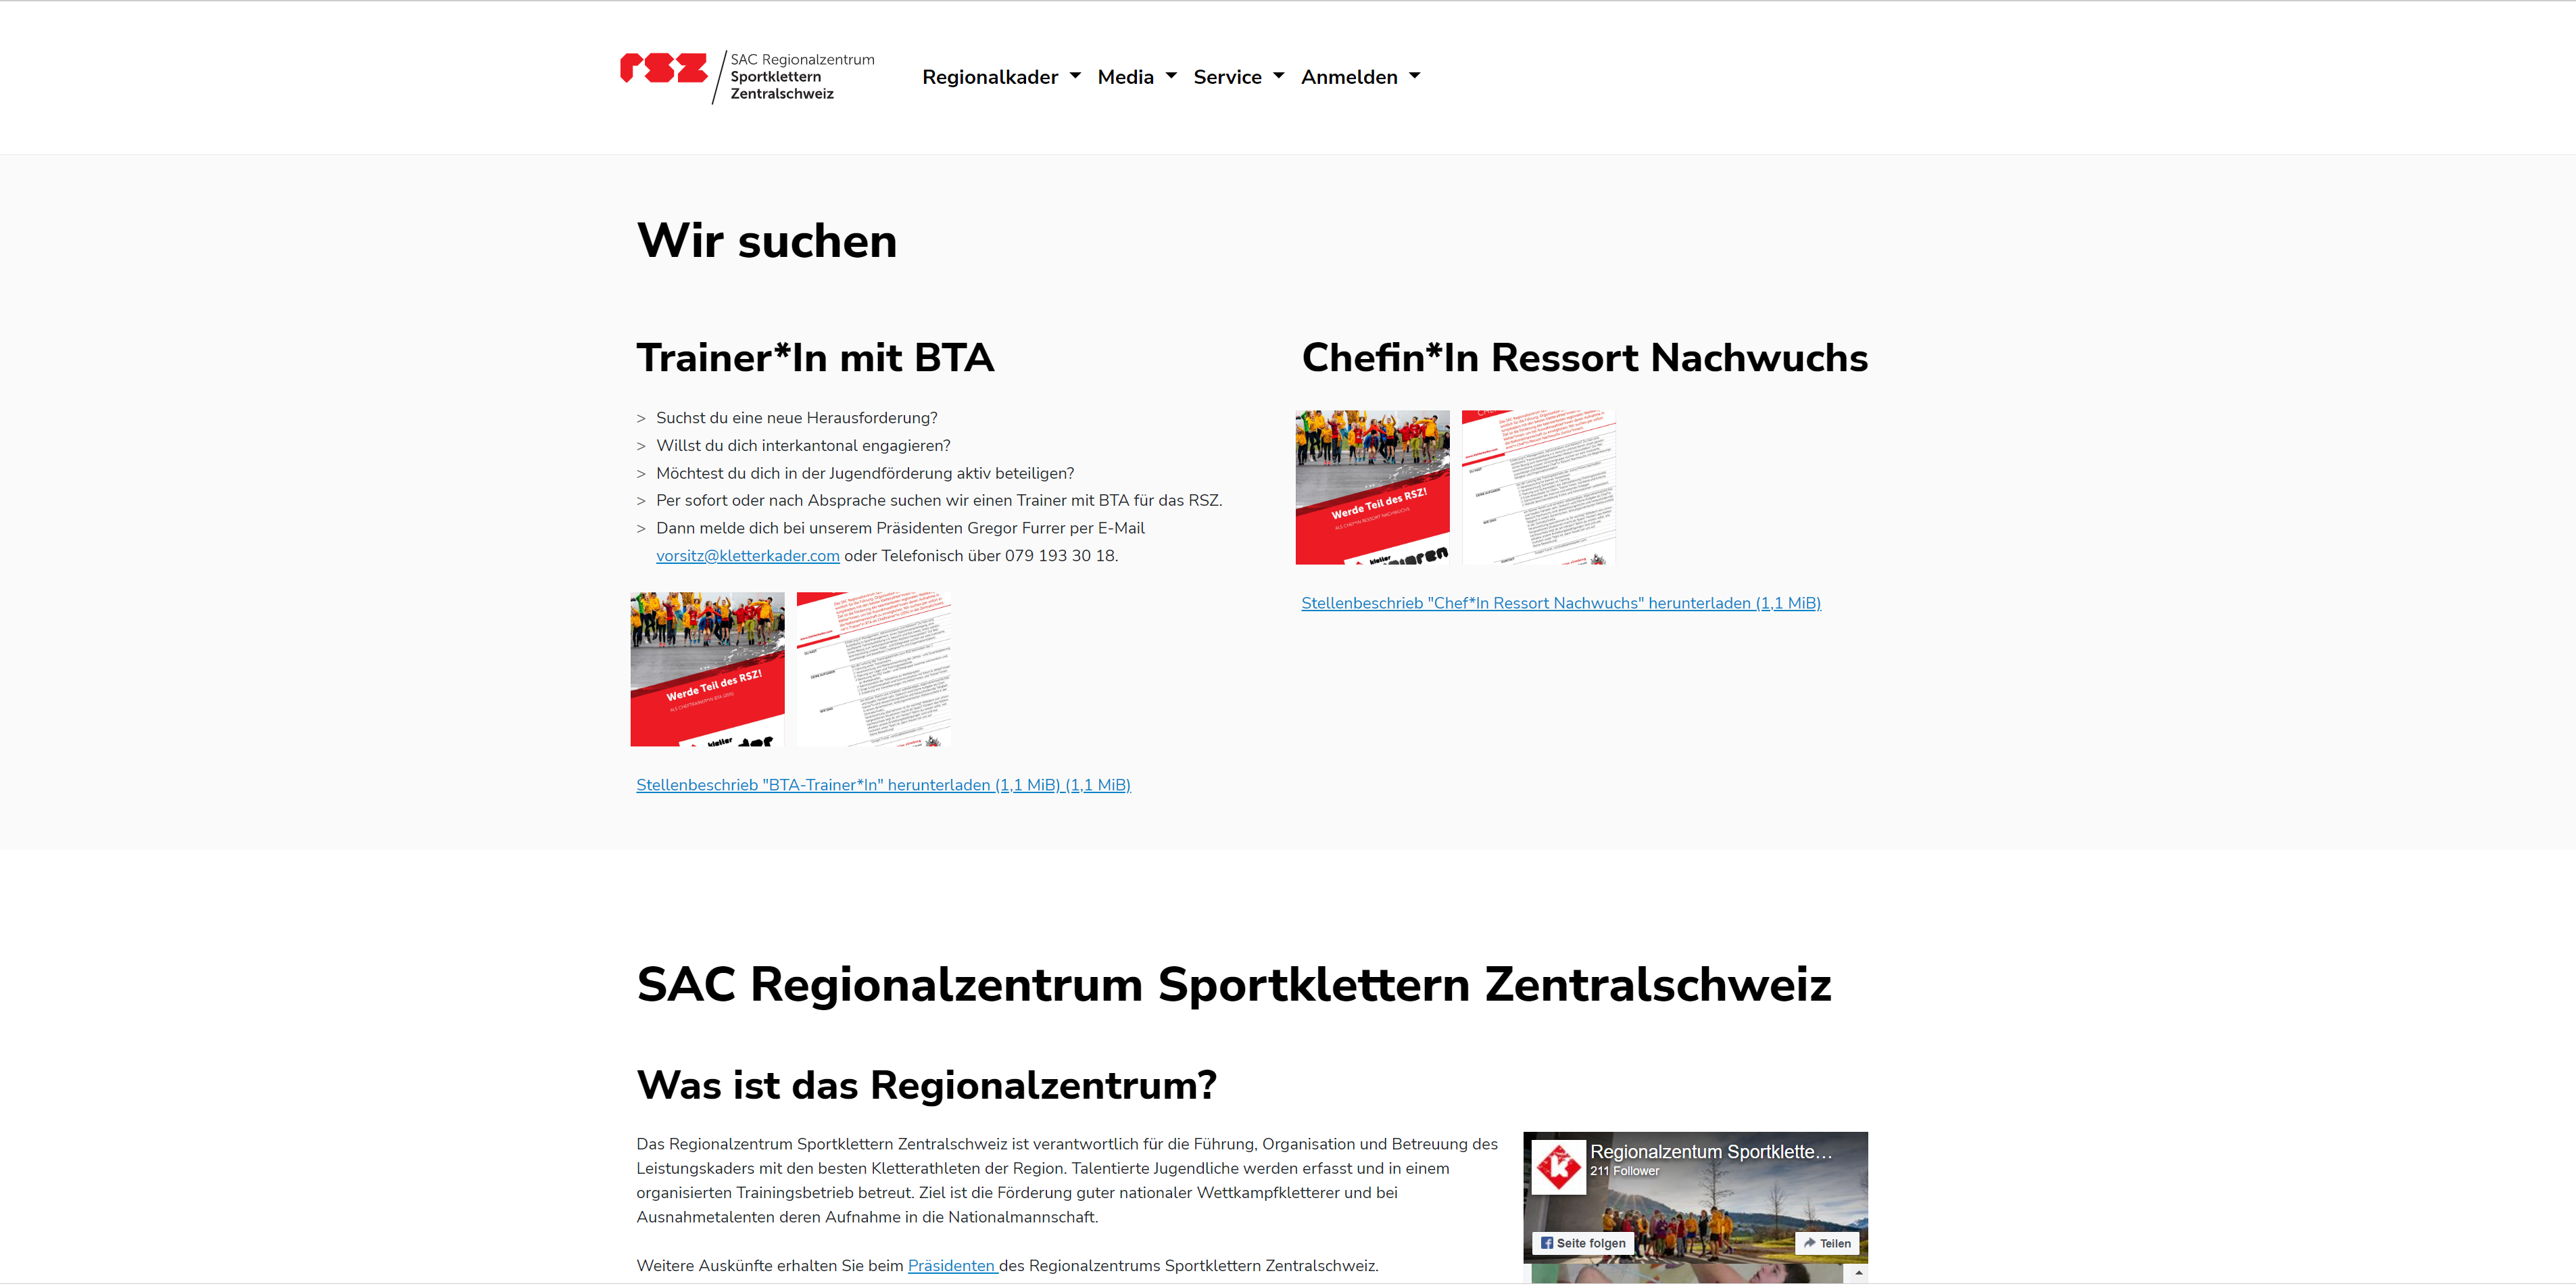 rsz
SAC Regionalzentrum
Sportklettern
Zentralschweiz
Regionalkader
Media
Service
Anmelden
Wir suchen
Trainer*In mit BTA
> Suchst du eine neue Herausforderung?
> Willst du dich interkantonal engagieren?
> Möchtest du dich in der Jugendförderung aktiv beteiligen?
> Per sofort oder nach Absprache suchen wir einen Trainer mit BTA für das RSZ.
> Dann melde dich bei unserem Präsidenten Gregor Furrer per E-Mail
vorsitz@kletterkader.com oder Telefonisch über 079 193 30 18.
Werde Teil des RSZ!
Stellenbeschrieb "BTA-Trainer*In" herunterladen (1,1 MiB) (1,1 MiB)
Chefin*In Ressort Nachwuchs
Werde Teil des RSZ!
ALS CHEF*IN RESSORT NACHWUCHS
Stellenbeschrieb "Chef*In Ressort Nachwuchs" herunterladen (1,1 MiB)
SAC Regionalzentrum Sportklettern Zentralschweiz
Was ist das Regionalzentrum?
Das Regionalzentrum Sportklettern Zentralschweiz ist verantwortlich für die Führung, Organisation und Betreuung des
Leistungskaders mit den besten Kletterathleten der Region. Talentierte Jugendliche werden erfasst und in einem
organisierten Trainingsbetrieb betreut. Ziel ist die Förderung guter nationaler Wettkampfkletterer und bei
Ausnahmetalenten deren Aufnahme in die Nationalmannschaft.
Weitere Auskünfte erhalten Sie beim Präsidenten des Regionalzentrums Sportklettern Zentralschweiz.
Regionalzentum Sportklette...
211 Follower
Seite folgen
Teilen